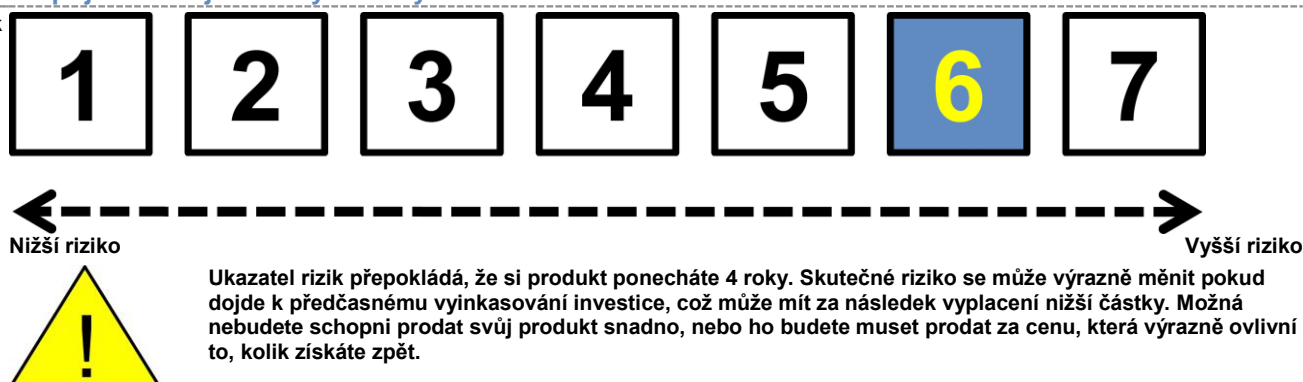 1 2 3 4 5 6 7
Nižší riziko Vyšší riziko
Ukazatel rizik přepokládá, že si produkt ponecháte 4 roky. Skutečné riziko se může výrazně měnit pokud
dojde k předčasnému vyinkasování investice, což může mít za následek vyplacení nižší částky. Možná
nebudete schopni prodat svůj produkt snadno, nebo ho budete muset prodat za cenu, která výrazně ovlivní
to, kolik získáte zpět.
!